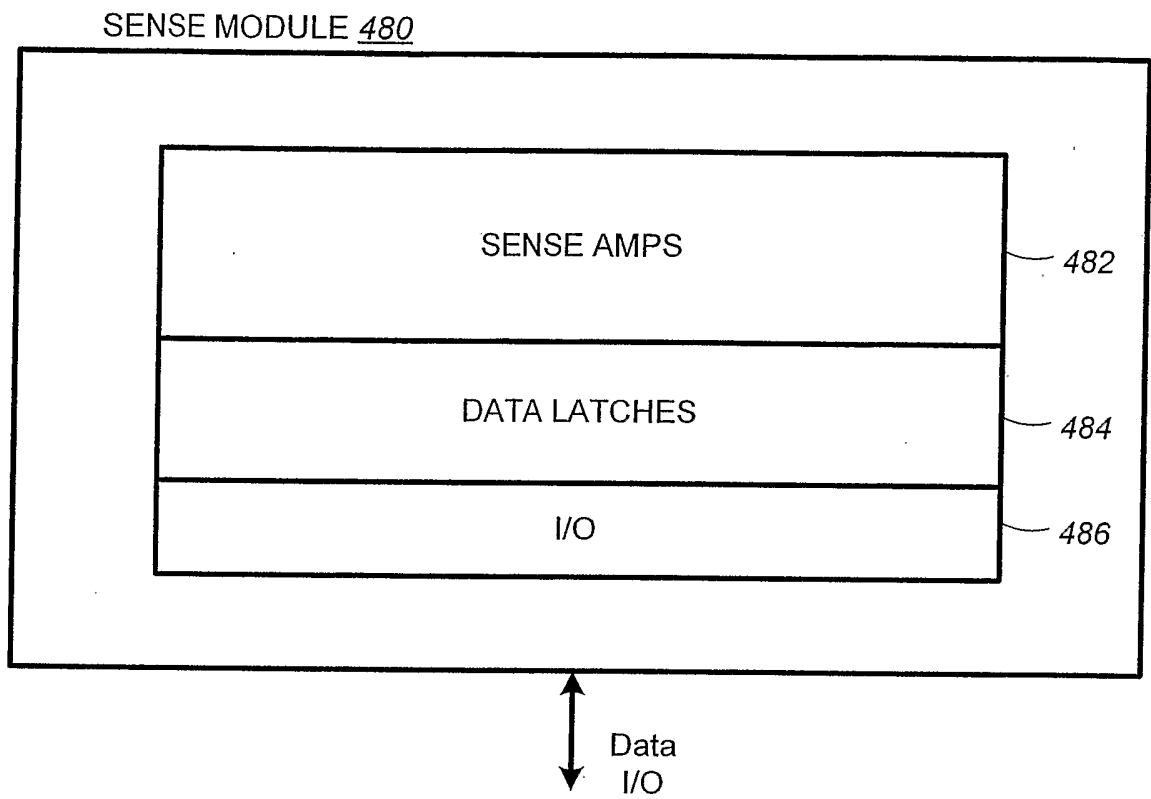 SENSE MODULE 480
SENSE AMPS
482
DATA LATCHES
484
I/O
486
Data
I/O